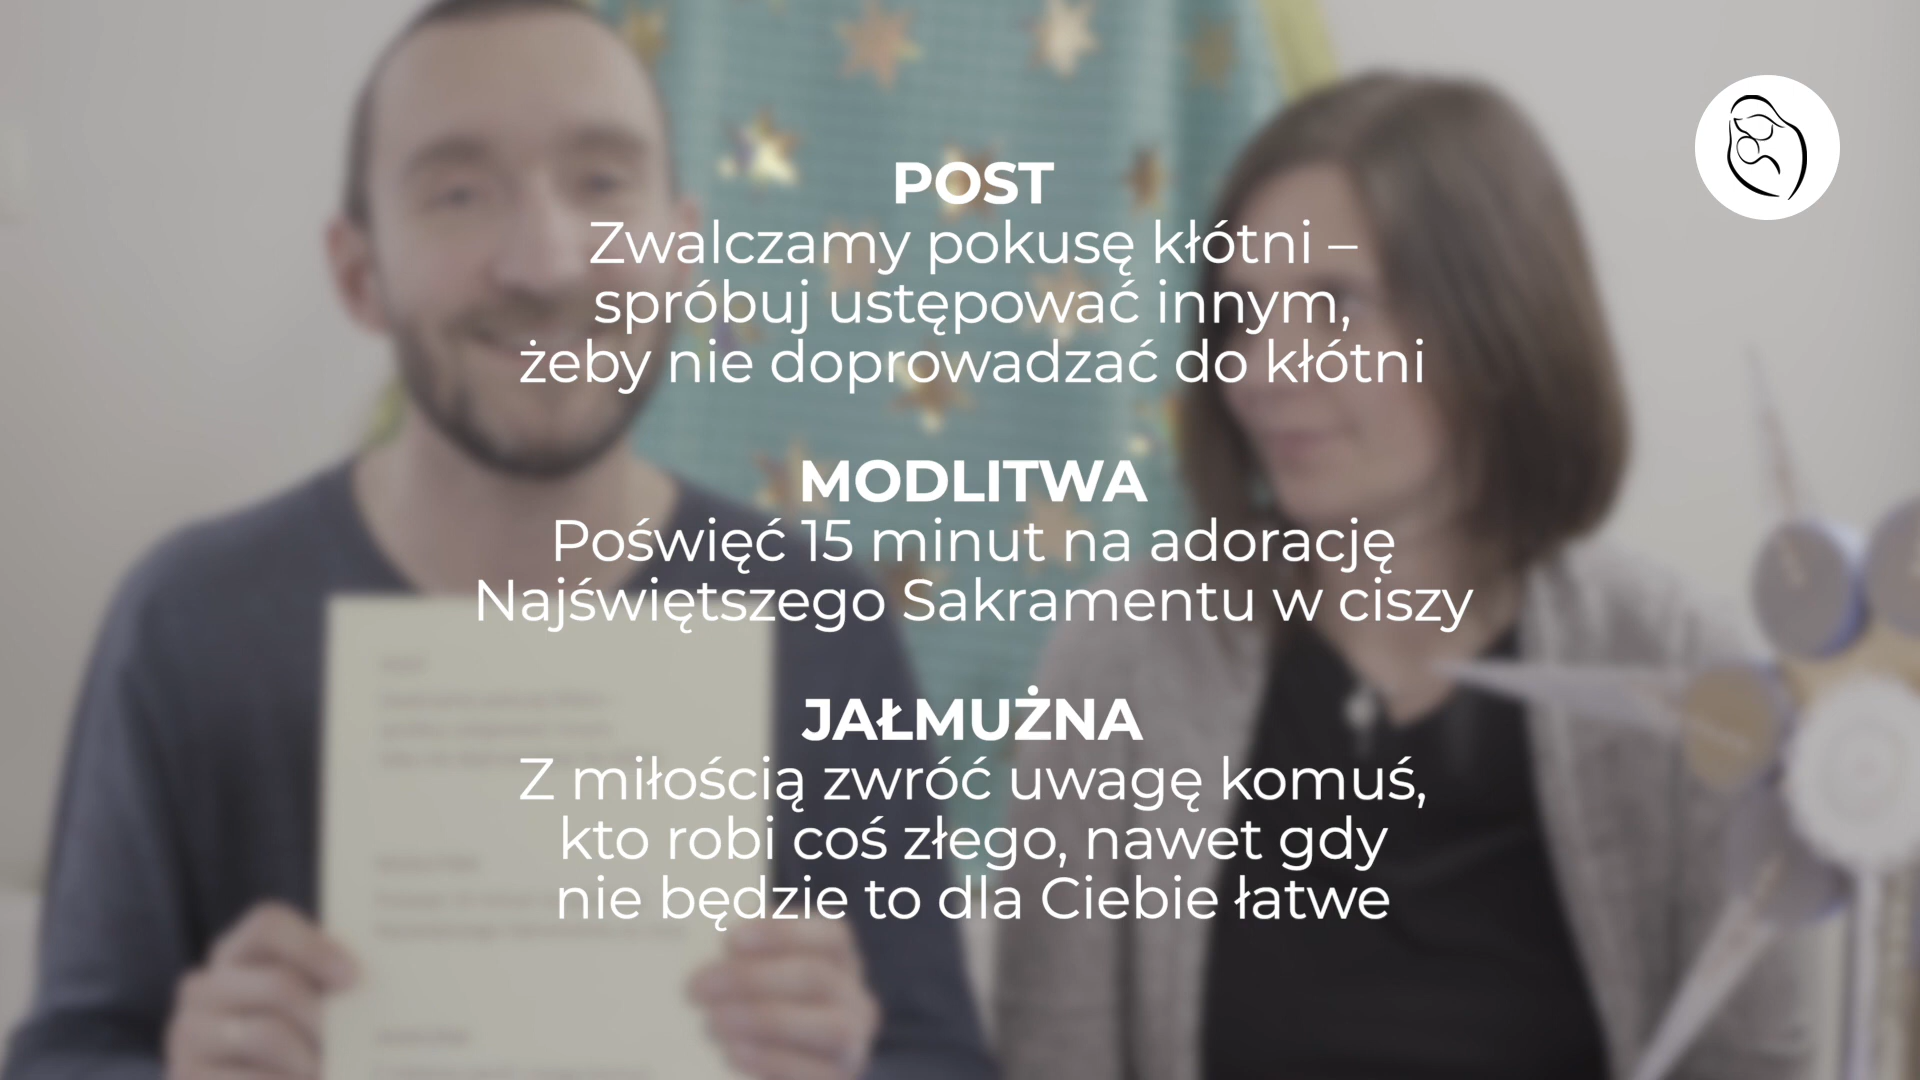 POST
Zwalczamy pokusę kłótni –
spróbuj ustępować innym,
żeby nie doprowadzać do kłótni
MODLITWA
Poświęć 15 minut na adorację
Najświętszego Sakramentu w ciszy
JAŁMUŻNA
Z miłością zwróć uwagę komuś,
kto robi coś złego, nawet gdy
nie będzie to dla Ciebie łatwe